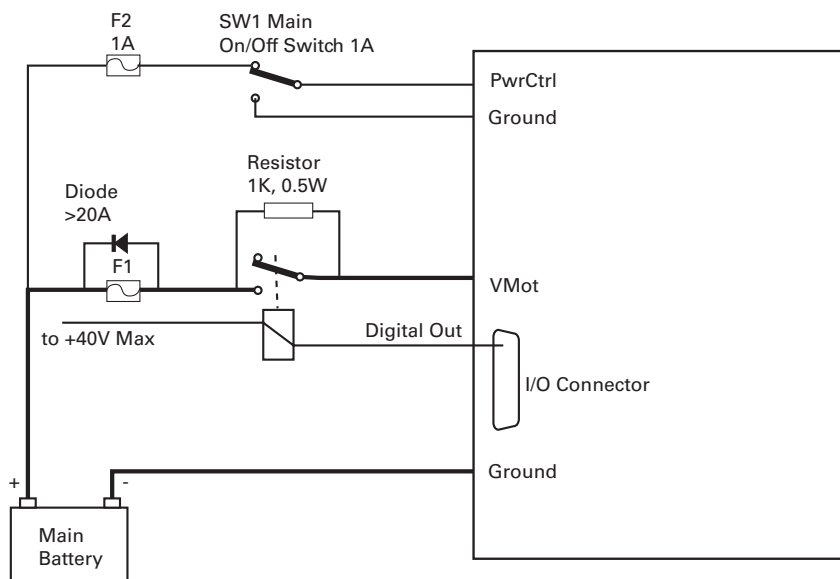 F2
1A
SW1 Main
On/Off Switch 1A
PwrCtrl
Ground
Resistor
1K, 0.5W
Diode
>20A
F1
VMot
to +40V Max
Digital Out
I/O Connector
Ground
+
-
Main
Battery